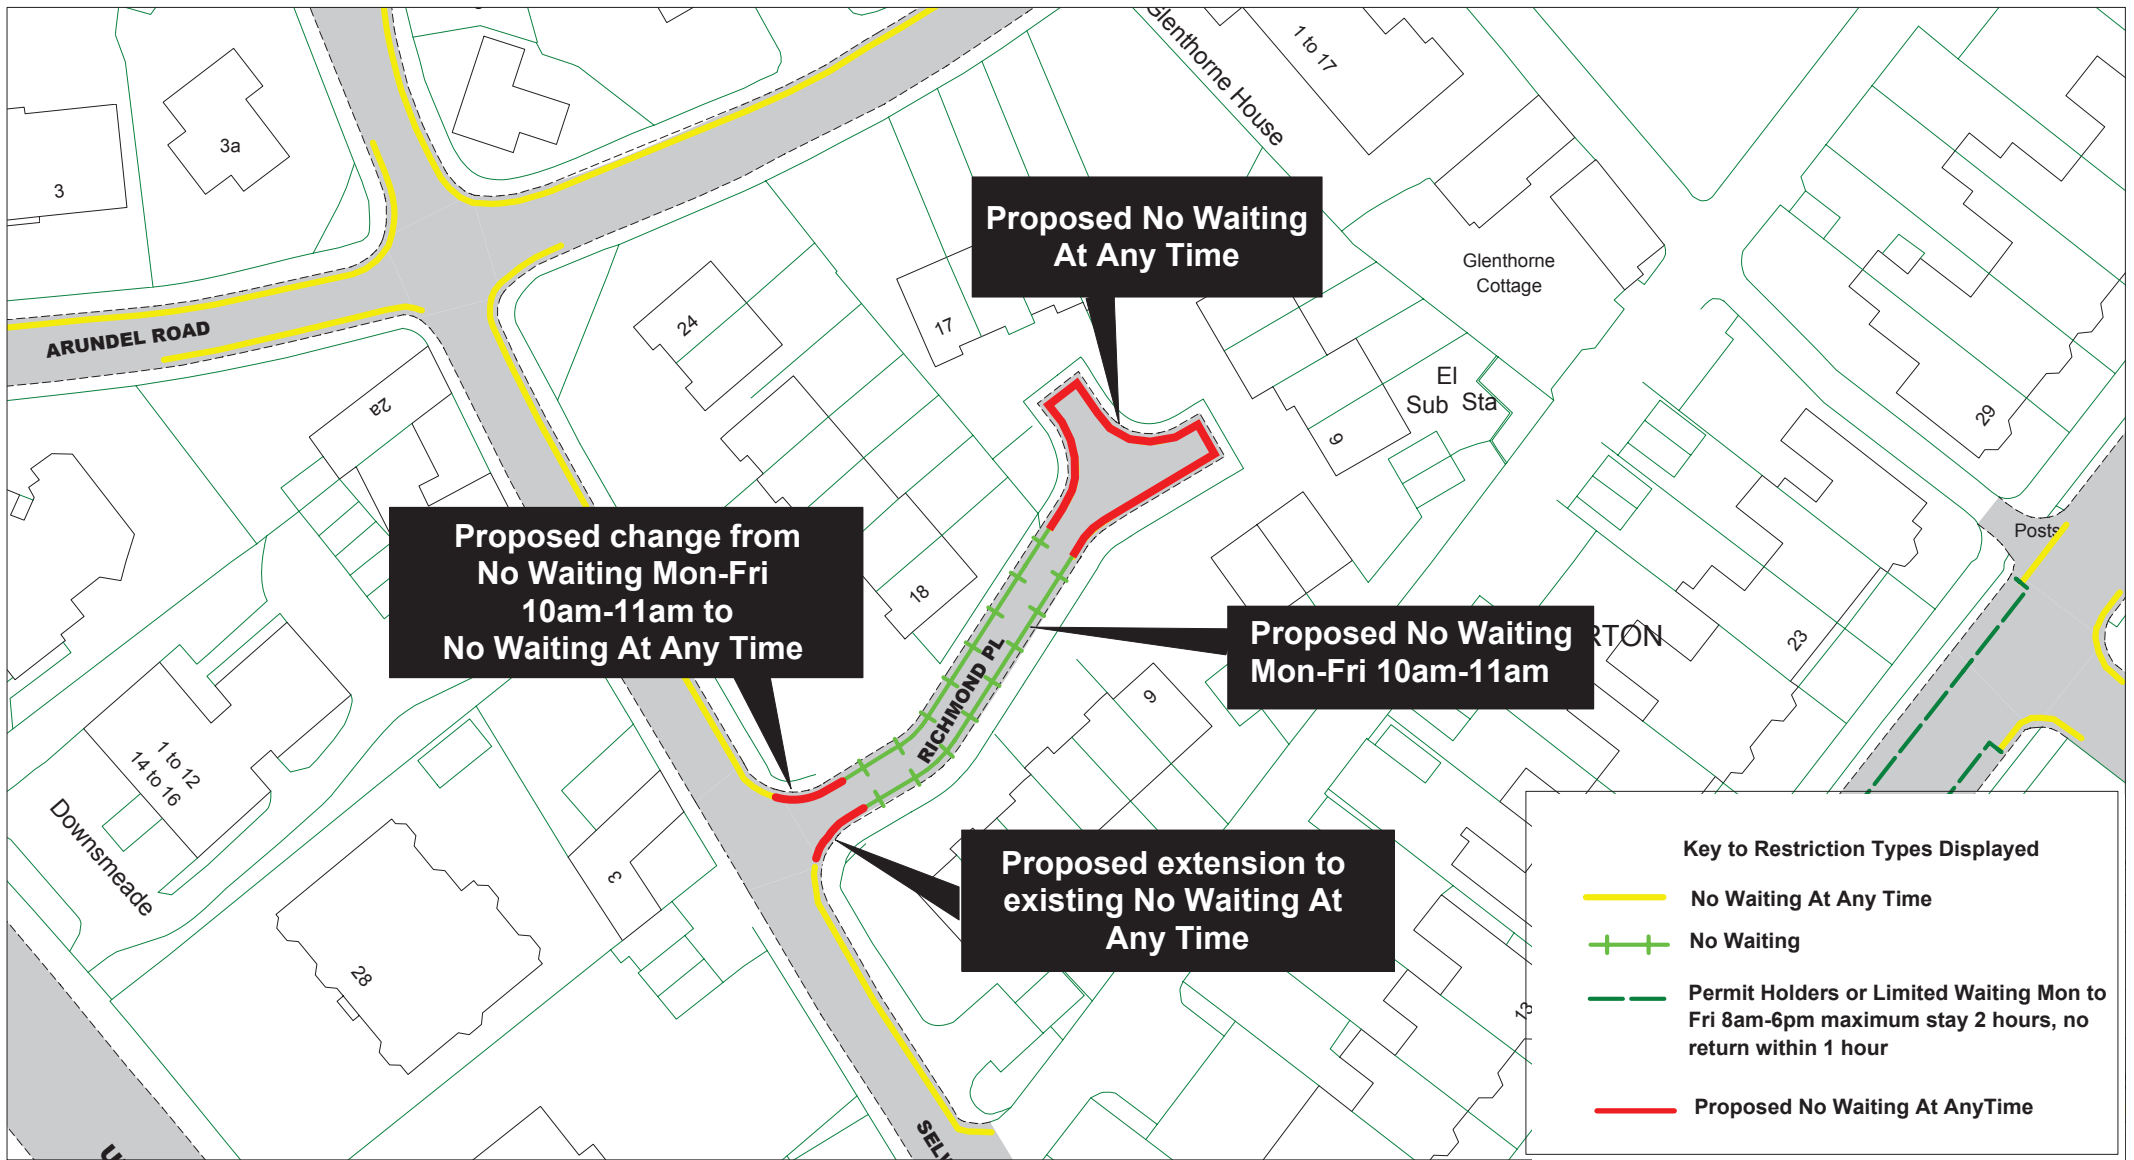 Glenthorne House
1 to 17
3a
3
Proposed No Waiting
At Any Time
Glenthorne
Cottage
ARUNDEL ROAD
24
17
2a
El
Sub Sta
9
29
Posts
Proposed change from
No Waiting Mon-Fri
10am-11am to
No Waiting At Any Time
18
Proposed No Waiting
Mon-Fri 10am-11am
RTON
23
RICHMOND PL
9
1 to 12
14 to 16
Downsmeade
3
28
Proposed extension to
existing No Waiting At
Any Time
13
Key to Restriction Types Displayed
No Waiting At Any Time
No Waiting
Permit Holders or Limited Waiting Mon to
Fri 8am-6pm maximum stay 2 hours, no
return within 1 hour
Proposed No Waiting At AnyTime